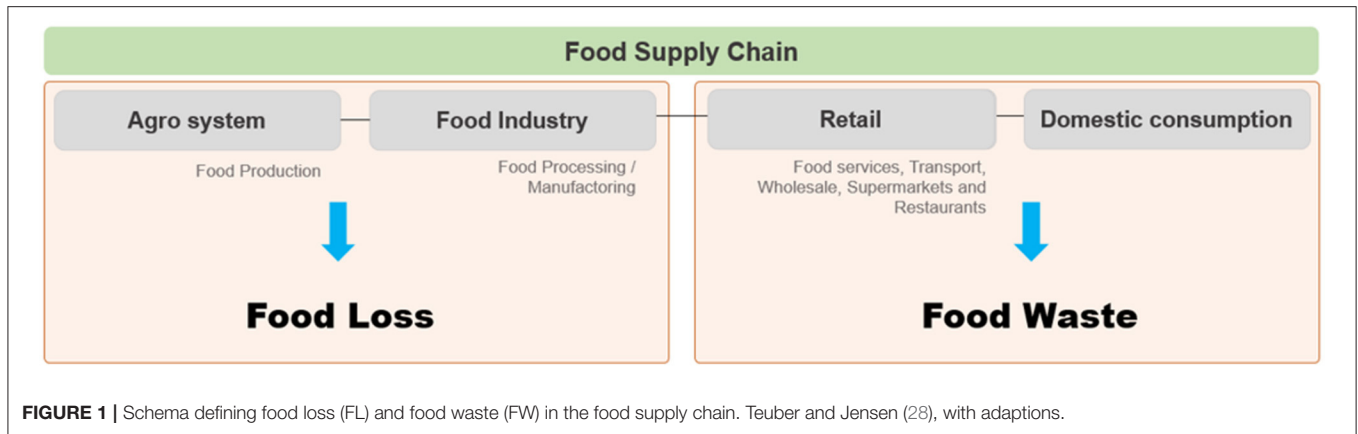 Food Supply Chain
Agro system
Food Industry
Retail
Domestic consumption
Food Production
Food Processing /
Manufactoring
Food services, Transport,
Wholesale, Supermarkets and
Restaurants
Food Loss
Food Waste
FIGURE 1 | Schema defining food loss (FL) and food waste (FW) in the food supply chain. Teuber and Jensen (28), with adaptions.